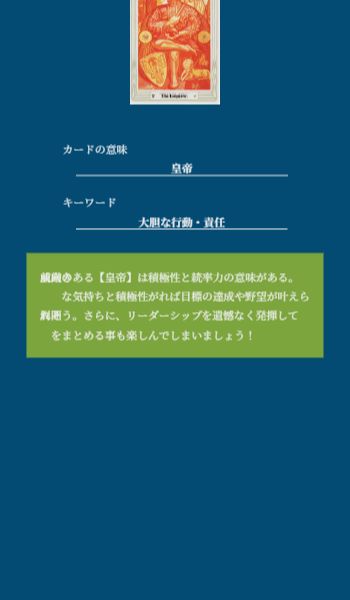 The Emperor
カードの意味
皇帝
キーワード
大胆な行動・責任
ある【皇帝】は積極性と統率力の意味がある。
な気持ちと積極性がれば目標の達成や野望が叶えら
う。さらに、リーダーシップを遺憾なく発揮して
をまとめる事も楽しんでしまいましょう！